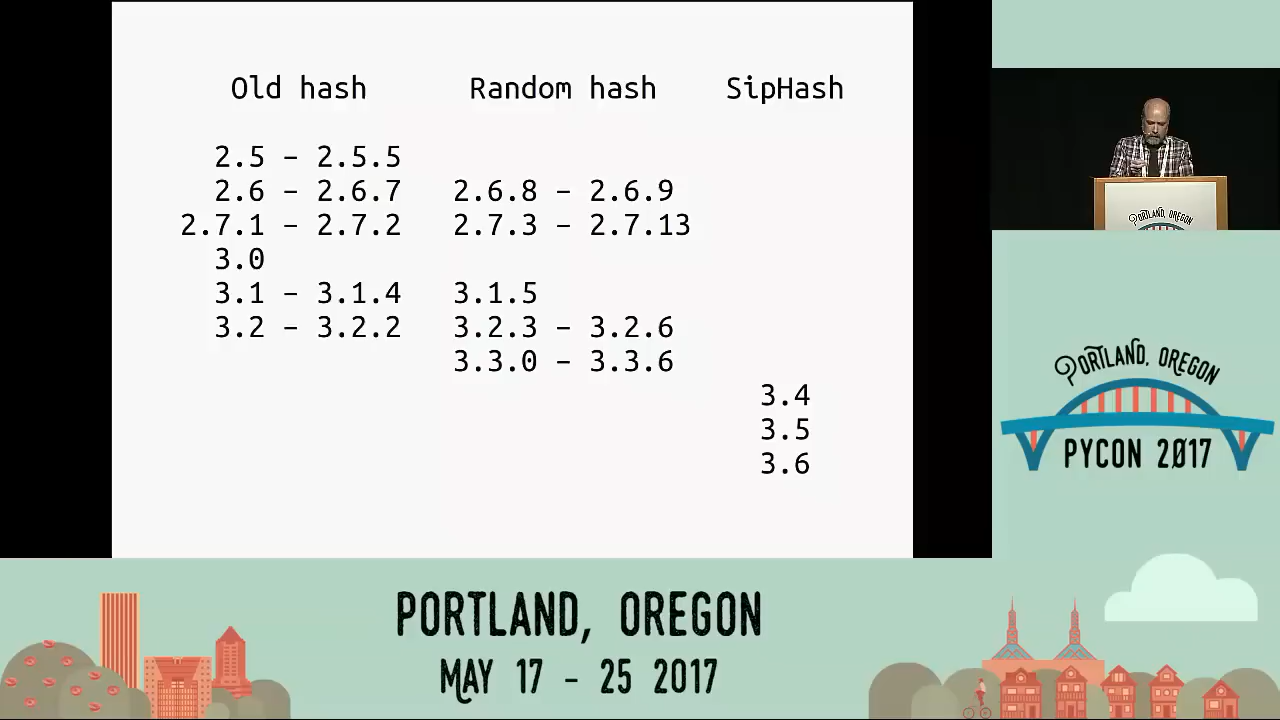 Old hash Random hash SipHash
2.5 – 2.5.5
2.6 – 2.6.7 2.6.8 – 2.6.9
2.7.1 – 2.7.2 2.7.3 – 2.7.13
3.0
3.1 – 3.1.4 3.1.5
3.2 – 3.2.2 3.2.3 – 3.2.6
3.3.0 – 3.3.6
3.4
3.5
3.6
PORTLAND, OREGON
PORTLAND, OREGON
PYCON 2017
PORTLAND, OREGON
MAY 17 - 25 2017